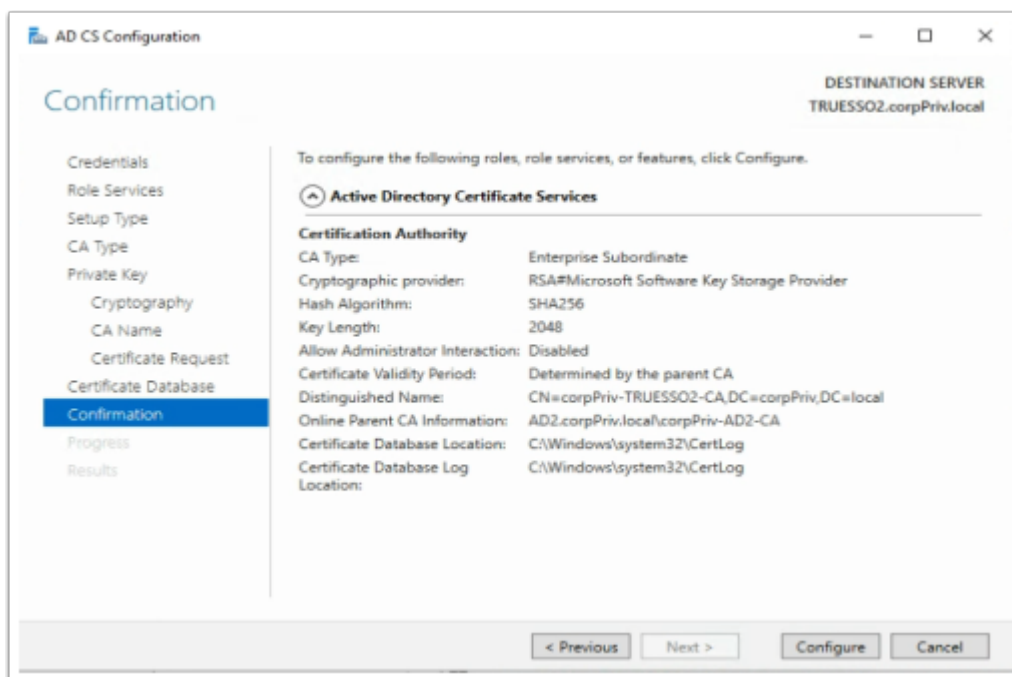 AD CS Configuration
Confirmation
DESTINATION SERVER
TRUESSO2.corpPriv.local
Credentials
Role Services
Setup Type
CA Type
Private Key
Cryptography
CA Name
Certificate Request
Certificate Database
Confirmation
Progress
Results
To configure the following roles, role services, or features, click Configure.
Active Directory Certificate Services
Certification Authority
CA Type: Enterprise Subordinate
Cryptographic provider: RSA#Microsoft Software Key Storage Provider
Hash Algorithm: SHA256
Key Length: 2048
Allow Administrator Interaction: Disabled
Certificate Validity Period: Determined by the parent CA
Distinguished Name: CN=corpPriv-TRUESSO2-CA,DC=corpPriv,DC=local
Online Parent CA Information: AD2.corpPriv.local\corpPriv-AD2-CA
Certificate Database Location: C:\Windows\system32\CertLog
Certificate Database Log C:\Windows\system32\CertLog
Location:
< Previous Next > Configure Cancel